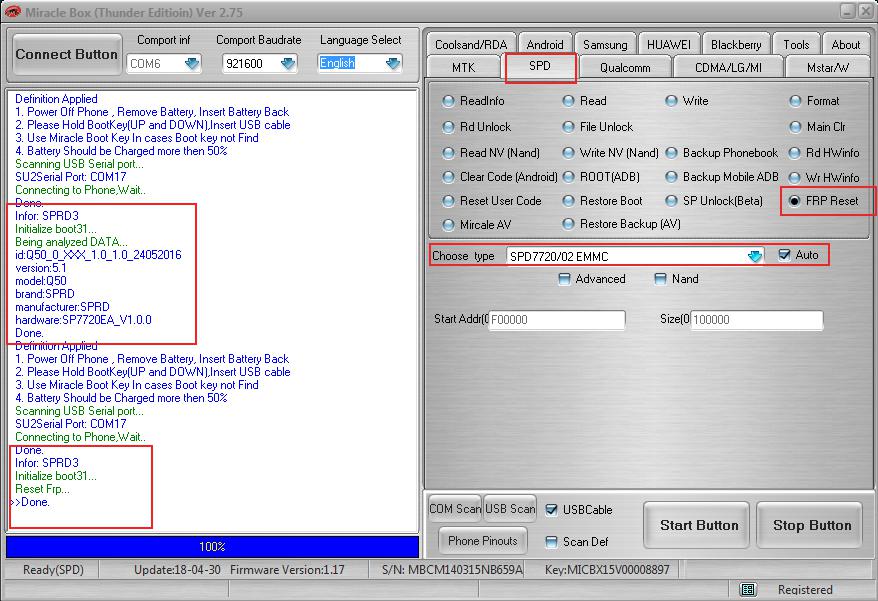 Miracle Box (Thunder Editioin) Ver 2.75
Connect Button
Comport inf
Comport Baudrate
Language Select
COM6
921600
English
Definition Applied
1. Power Off Phone , Remove Battery, Insert Battery Back
2. Please Hold BootKey(UP and DOWN),Insert USB cable
3. Use Miracle Boot Key In cases Boot key not Find
4. Battery Should be Charged more then 50%
Scanning USB Serial port...
SU2Serial Port: COM17
Connecting to Phone,Wait..
Done.
Infor: SPRD3
Initialize boot31...
Being analyzed DATA...
id:Q50_0_XXX_1.0_1.0_24052016
version:5.1
model:Q50
brand:SPRD
manufacturer:SPRD
hardware:SP7720EA_V1.0.0
Done.
Definition Applied
1. Power Off Phone , Remove Battery, Insert Battery Back
2. Please Hold BootKey(UP and DOWN),Insert USB cable
3. Use Miracle Boot Key In cases Boot key not Find
4. Battery Should be Charged more then 50%
Scanning USB Serial port...
SU2Serial Port: COM17
Connecting to Phone,Wait..
Done.
Infor: SPRD3
Initialize boot31...
Reset Frp...
>>Done.
100%
Coolsand/RDA Android Samsung HUAWEI Blackberry Tools About
MTK SPD Qualcomm CDMA/LG/MI Mstar/W
ReadInfo Read Write Format
Rd Unlock File Unlock Main Clr
Read NV (Nand) Write NV (Nand) Backup Phonebook Rd HWinfo
Clear Code (Android) ROOT(ADB) Backup Mobile ADB Wr HWInfo
Reset User Code Restore Boot SP Unlock(Beta) FRP Reset
Mircale AV Restore Backup (AV)
Choose type SPD7720/02 EMMC Auto
Advanced Nand
Start Addr(0 F00000 Size(0 100000
COM Scan USB Scan USBCable
Phone Pinouts Scan Def
Start Button Stop Button
Ready(SPD) Update:18-04-30 Firmware Version:1.17 S/N: MBCM140315NB659A Key:MICBX15V00008897
Registered